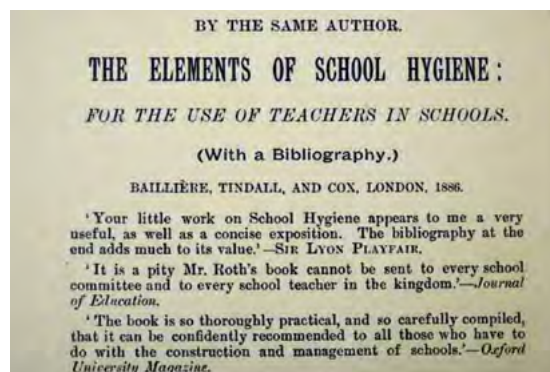 BY THE SAME AUTHOR.
THE ELEMENTS OF SCHOOL HYGIENE:
FOR THE USE OF TEACHERS IN SCHOOLS.
(With a Bibliography.)
BAILLIÈRE, TINDALL, AND COX, LONDON, 1886.
'Your little work on School Hygiene appears to me a very
useful, as well as a concise exposition. The bibliography at the
end adds much to its value.'—SIR LYON PLAYFAIR.
'It is a pity Mr. Roth's book cannot be sent to every school
committee and to every school teacher in the kingdom.'—Journal
of Education.
'The book is so thoroughly practical, and so carefully compiled,
that it can be confidently recommended to all those who have to
do with the construction and management of schools.'—Oxford
University Magazine.